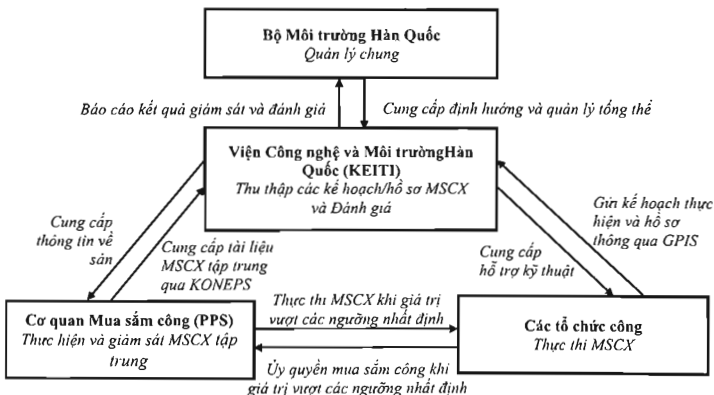 Bộ Môi trường Hàn Quốc
Quản lý chung
Báo cáo kết quả giám sát và đánh giá
Cung cấp định hướng và quản lý tổng thể
Viện Công nghệ và Môi trườngHàn
Quốc (KEITI)
Thu thập các kế hoạch/hồ sơ MSCX
và Đánh giá
Cung cấp
thông tin về
sản
Cung cấp tài liệu
MSCX tập trung
qua KONEPS
Cung cấp
hỗ trợ kỹ thuật
Gửi kế hoạch thực
hiện và hồ sơ
thông qua GPIS
Cơ quan Mua sắm công (PPS)
Thực hiện và giám sát MSCX tập
trung
Thực thi MSCX khi giá trị
vượt các ngưỡng nhất định
Các tổ chức công
Thực thi MSCX
Ủy quyền mua sắm công khi
giá trị vượt các ngưỡng nhất định